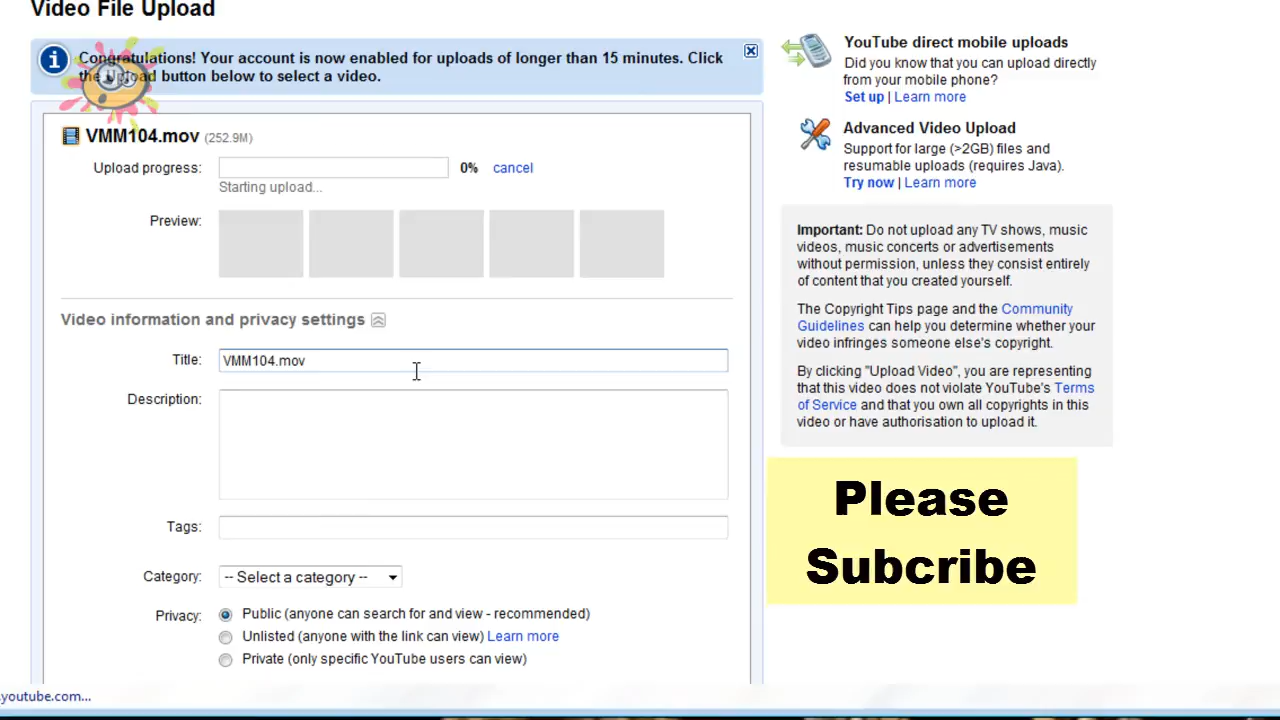 Video File Upload
Congratulations! Your account is now enabled for uploads of longer than 15 minutes. Click
the Upload button below to select a video.
VMM104.mov (252.9M)
Upload progress: 0% cancel
Starting upload...
Preview:
Video information and privacy settings
Title: VMM104.mov
Description:
Tags:
Category: -- Select a category --
Privacy: Public (anyone can search for and view - recommended)
Unlisted (anyone with the link can view) Learn more
Private (only specific YouTube users can view)
YouTube direct mobile uploads
Did you know that you can upload directly
from your mobile phone?
Set up | Learn more
Advanced Video Upload
Support for large (>2GB) files and
resumable uploads (requires Java).
Try now | Learn more
Important: Do not upload any TV shows, music
videos, music concerts or advertisements
without permission, unless they consist entirely
of content that you created yourself.
The Copyright Tips page and the Community
Guidelines can help you determine whether your
video infringes someone else's copyright.
By clicking "Upload Video", you are representing
that this video does not violate YouTube's Terms
of Service and that you own all copyrights in this
video or have authorisation to upload it.
Please
Subcribe
.youtube.com...